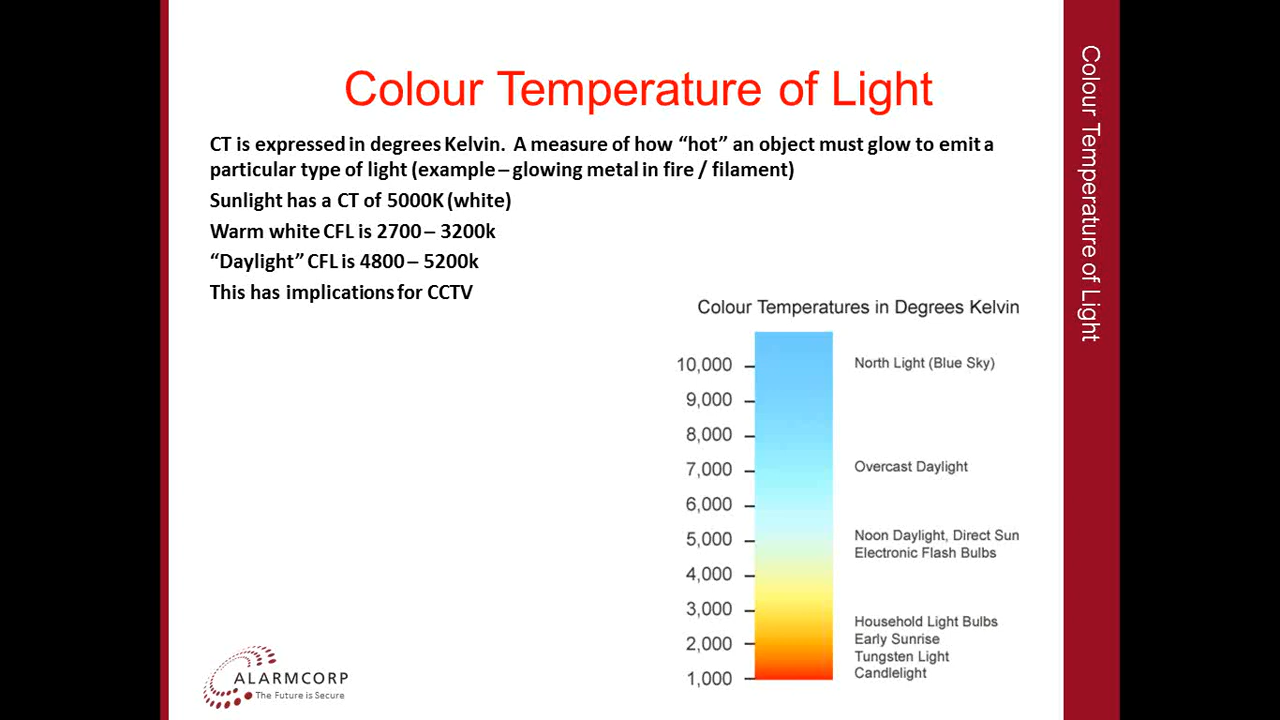 Colour Temperature of Light
CT is expressed in degrees Kelvin. A measure of how “hot” an object must glow to emit a
particular type of light (example – glowing metal in fire / filament)
Sunlight has a CT of 5000K (white)
Warm white CFL is 2700 – 3200k
“Daylight” CFL is 4800 – 5200k
This has implications for CCTV
Colour Temperatures in Degrees Kelvin
10,000 North Light (Blue Sky)
9,000
8,000
7,000 Overcast Daylight
6,000
5,000 Noon Daylight, Direct Sun
Electronic Flash Bulbs
4,000
3,000
Household Light Bulbs
2,000 Early Sunrise
Tungsten Light
1,000 Candlelight
ALARMCORP
The Future is Secure
Colour Temperature of Light